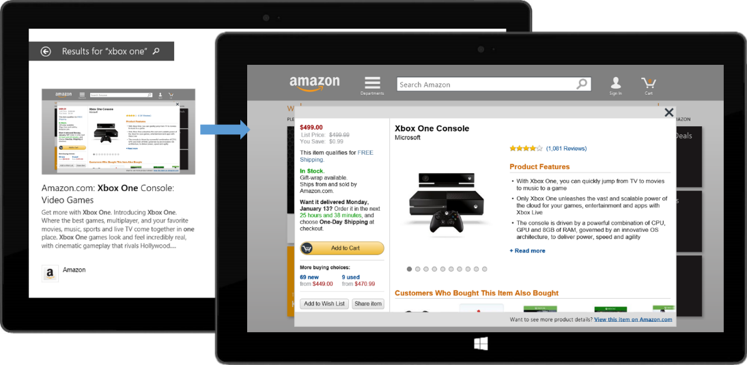 Results for "xbox one"
Amazon.com: Xbox One Console:
Video Games
Get more with Xbox One. Introducing Xbox One.
Where the best games, multiplayer, and your favorite
movies, music, sports and live TV come together in one
place. Xbox One games look and feel incredibly real,
with cinematic gameplay that rivals Hollywood...
Amazon
amazon
Departments
Search Amazon
Sign in
Cart
$499.00
List Price: $499.99
You Save: $0.99
This item qualifies for FREE
Shipping.
In Stock.
Gift-wrap available.
Ships from and sold by
Amazon.com.
Want it delivered Monday,
January 13? Order it in the next
25 hours and 38 minutes, and
choose One-Day Shipping at
checkout
Add to Cart
More buying choices:
69 new
from $449.00
9 used
from $470.99
Add to Wish List
Share item
Xbox One Console
Microsoft
(1,081 Reviews)
Product Features
• With Xbox One, you can quickly jump from TV to movies
to music to a game
• Only Xbox One unleashes the vast and scalable power of
the cloud for your games, entertainment and apps with
Xbox Live
• The console is driven by a powerful combination of CPU,
GPU and 8GB of RAM, governed by an innovative OS
architecture, to deliver power, speed and agility
+ Read more
Customers Who Bought This Item Also Bought
Want to see more product details? View this item on Amazon.com
Deals